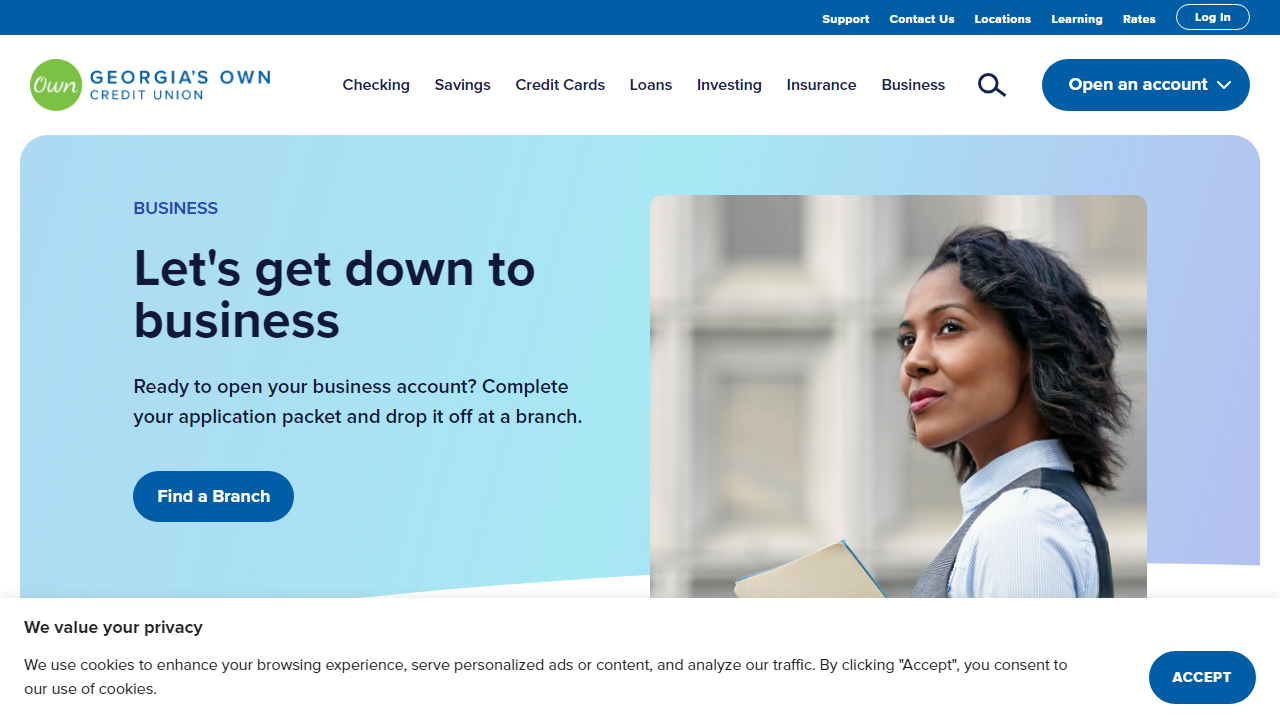 Support Contact Us Locations Learning Rates Log In
Own GEORGIA'S OWN
CREDIT UNION
Checking Savings Credit Cards Loans Investing Insurance Business Open an account
BUSINESS
Let's get down to
business
Ready to open your business account? Complete
your application packet and drop it off at a branch.
Find a Branch
We value your privacy
We use cookies to enhance your browsing experience, serve personalized ads or content, and analyze our traffic. By clicking "Accept", you consent to
our use of cookies.
ACCEPT